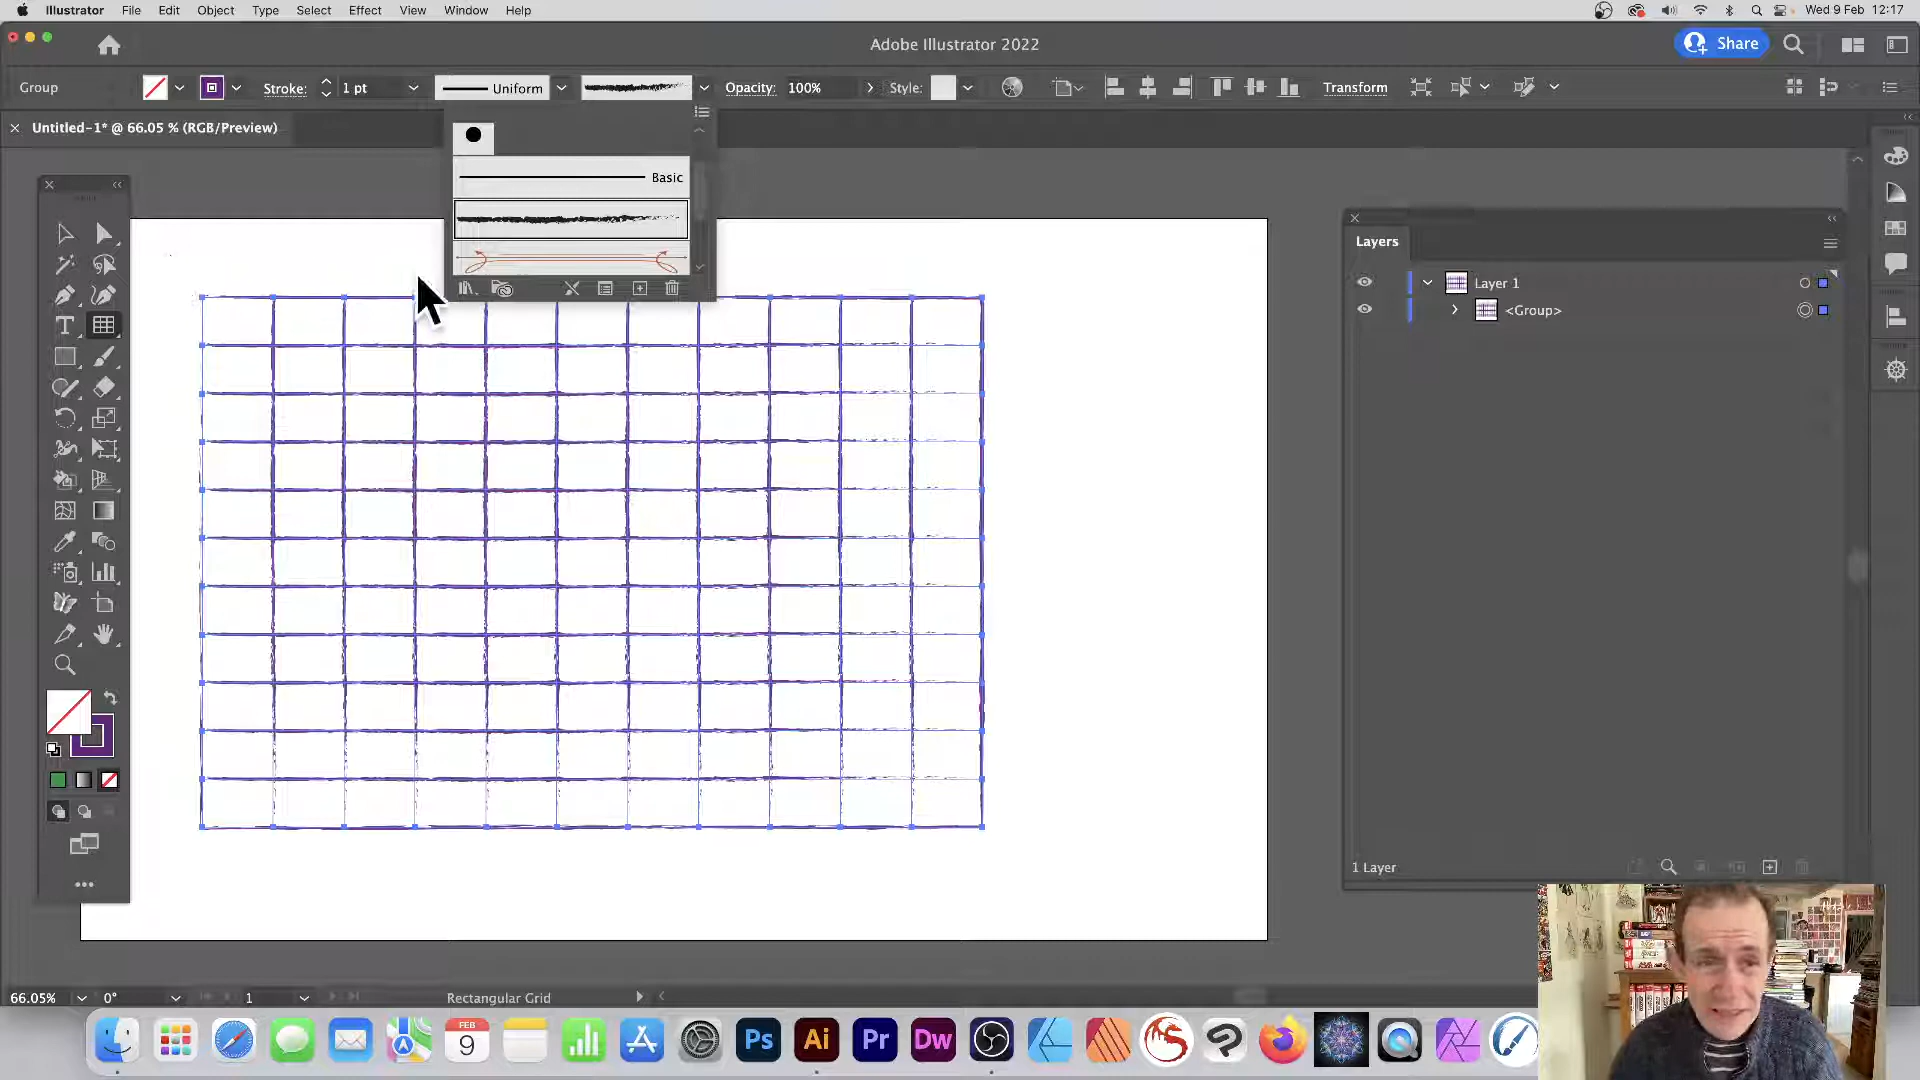 Illustrator File Edit Object Type Select Effect View Window Help
Wed 9 Feb 12:17
Adobe Illustrator 2022
Share
Group
Stroke:
1 pt
Uniform
Opacity:
100%
Style:
Transform
Untitled-1* @ 66.05 % (RGB/Preview)
Basic
Layers
Layer 1
<Group>
1 Layer
66.05%
0°
1
Rectangular Grid
FEB
9
Ps
Ai
Pr
Dw